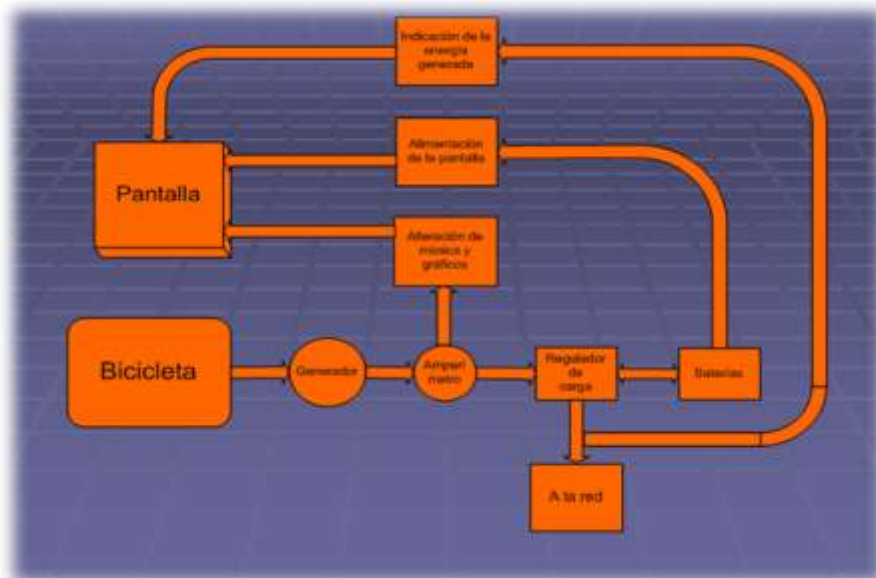 Indicación de la
energía
generada
Alimentación
de la pantalla
Pantalla
Alteración de
música y
gráficos
Bicicleta
Generador
Amperí
metro
Regulador
de
carga
Baterías
A la red